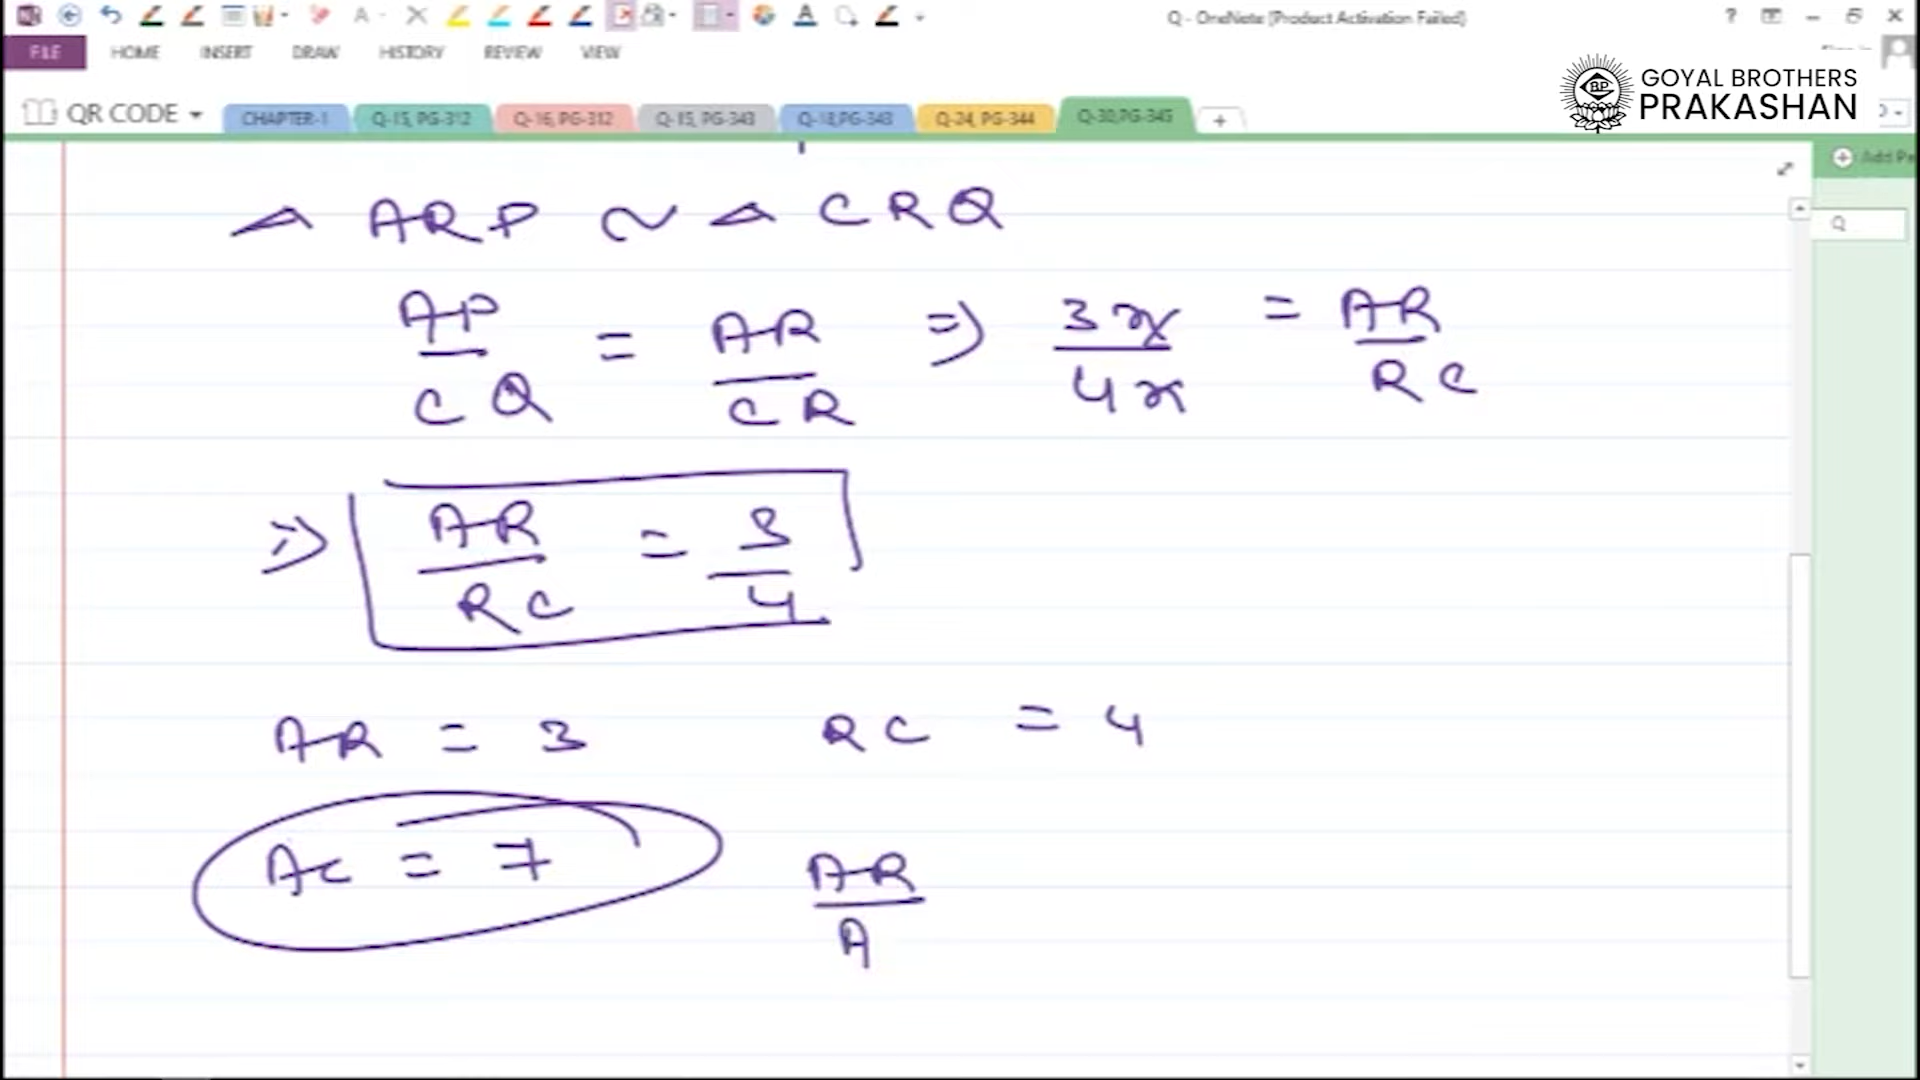 Q - OneNote (Product Activation Failed)
FILE HOME INSERT DRAW HISTORY REVIEW VIEW
GOYAL BROTHERS
PRAKASHAN
QR CODE CHAPTER-1 Q-15, PG-312 Q-16, PG-312 Q-15, PG-343 Q-18,PG-343 Q-24, PG-344 Q-30,PG-345 +
Add Pa
△ ARP ~ △ CRQ
AP/CQ = AR/CR ⇒ 3x/4x = AR/RC
⇒ AR/RC = 3/4
AR = 3 RC = 4
AC = 7 AR/A